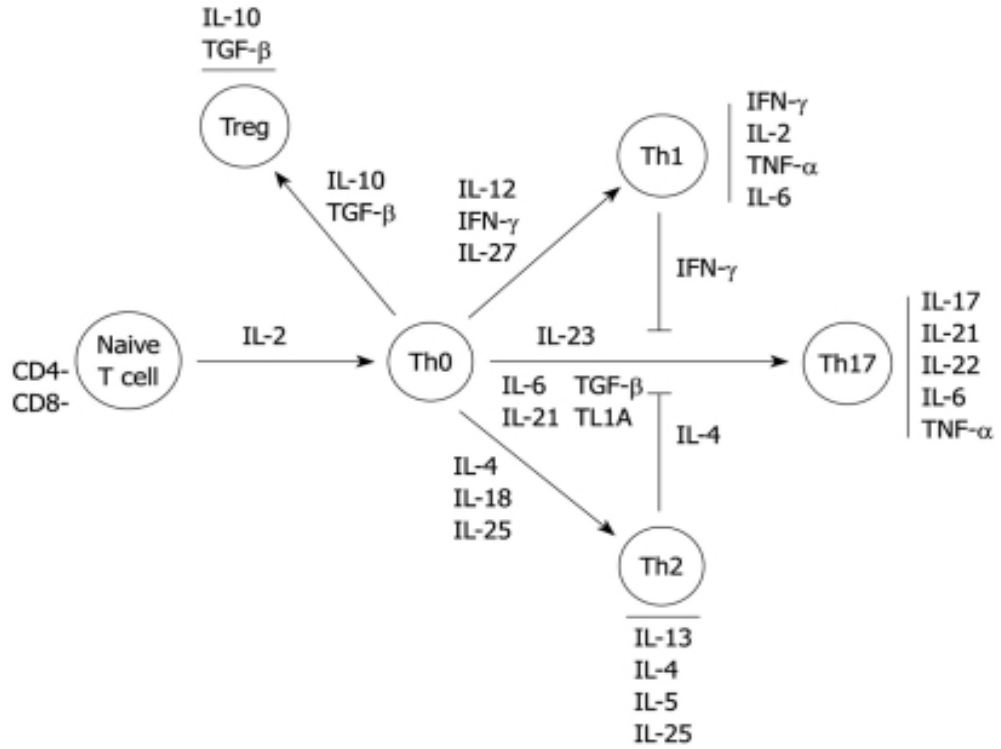 IL-10
TGF-β
Treg
IL-10
TGF-β
IL-12
IFN-γ
IL-27
Th1
IFN-γ
IL-2
TNF-α
IL-6
IFN-γ
CD4-
CD8-
Naive
T cell
IL-2
Th0
IL-23
IL-6 TGF-β
IL-21 TL1A
Th17
IL-17
IL-21
IL-22
IL-6
TNF-α
IL-4
IL-4
IL-18
IL-25
Th2
IL-13
IL-4
IL-5
IL-25